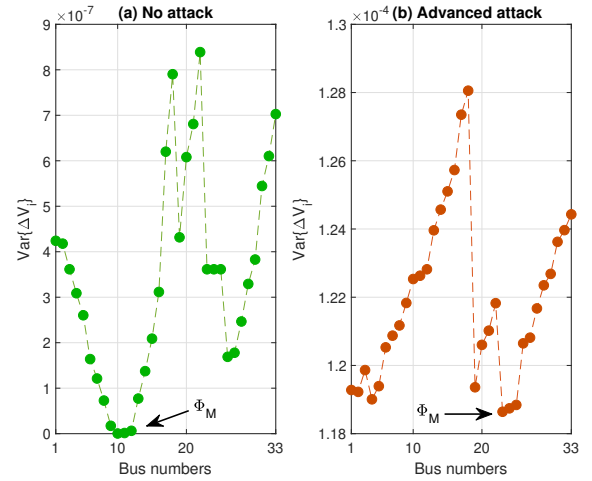 (a) No attack
×10⁻⁷
9
8
7
6
5
4
3
2
1
0
Var{ΔV_i}
Φ_M
1 10 20 33
Bus numbers
(b) Advanced attack
×10⁻⁴
1.3
1.28
1.26
1.24
1.22
1.2
1.18
Var{ΔV_i}
Φ_M
1 10 20 33
Bus numbers